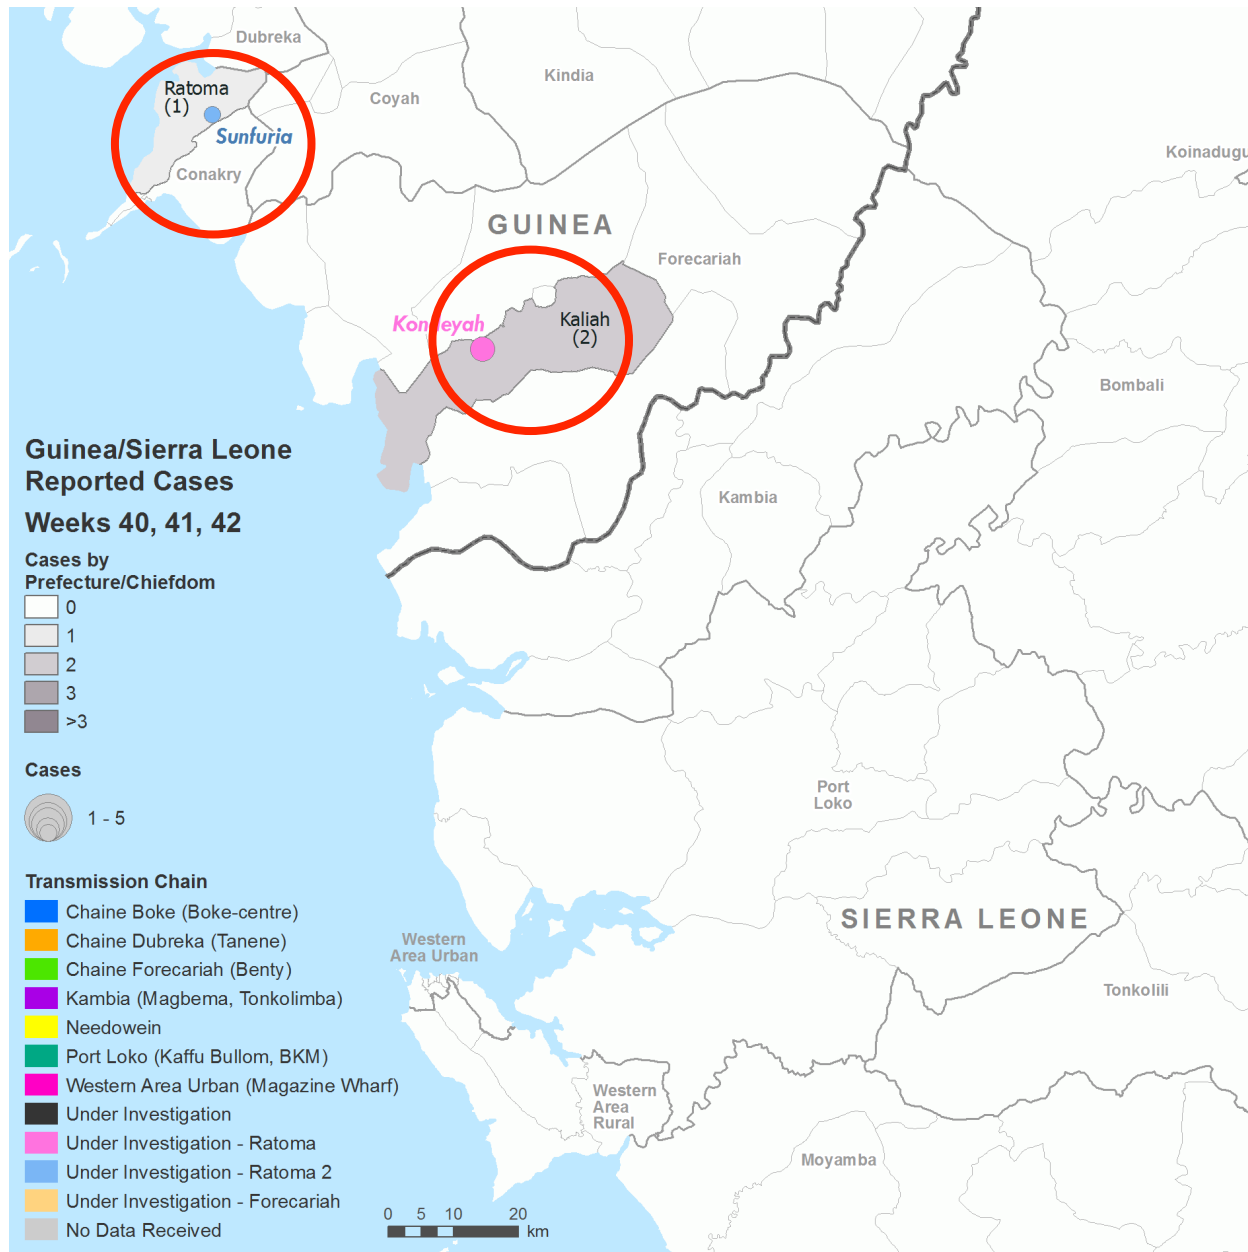 Dubreka
Kindia
Ratoma
(1)
Coyah
Sunfuria
Koinadugu
Conakry
GUINEA
Forecariah
Kondeyah
Kaliah
(2)
Bombali
Guinea/Sierra Leone
Reported Cases
Weeks 40, 41, 42
Kambia
Cases by
Prefecture/Chiefdom
0
1
2
3
>3
Cases
1 - 5
Port
Loko
Transmission Chain
Chaine Boke (Boke-centre)
Chaine Dubreka (Tanene)
Chaine Forecariah (Benty)
Kambia (Magbema, Tonkolimba)
Needowein
Port Loko (Kaffu Bullom, BKM)
Western Area Urban (Magazine Wharf)
Under Investigation
Under Investigation - Ratoma
Under Investigation - Ratoma 2
Under Investigation - Forecariah
No Data Received
SIERRA LEONE
Western
Area Urban
Tonkolili
Western
Area
Rural
Moyamba
0 5 10 20
km